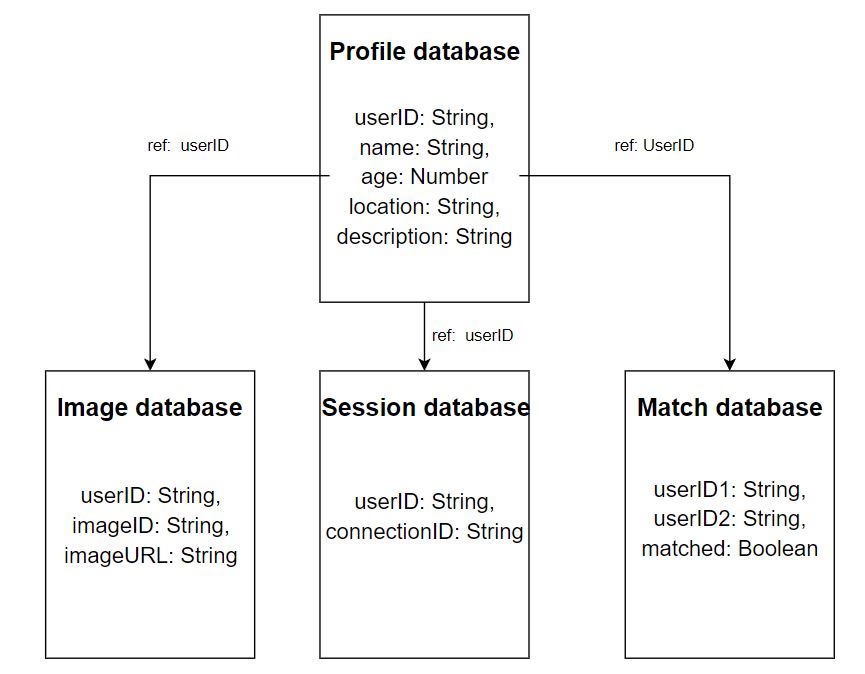 Profile database
userID: String,
name: String,
age: Number
location: String,
description: String
ref: userID
ref: UserID
ref: userID
Image database
userID: String,
imageID: String,
imageURL: String
Session database
userID: String,
connectionID: String
Match database
userID1: String,
userID2: String,
matched: Boolean